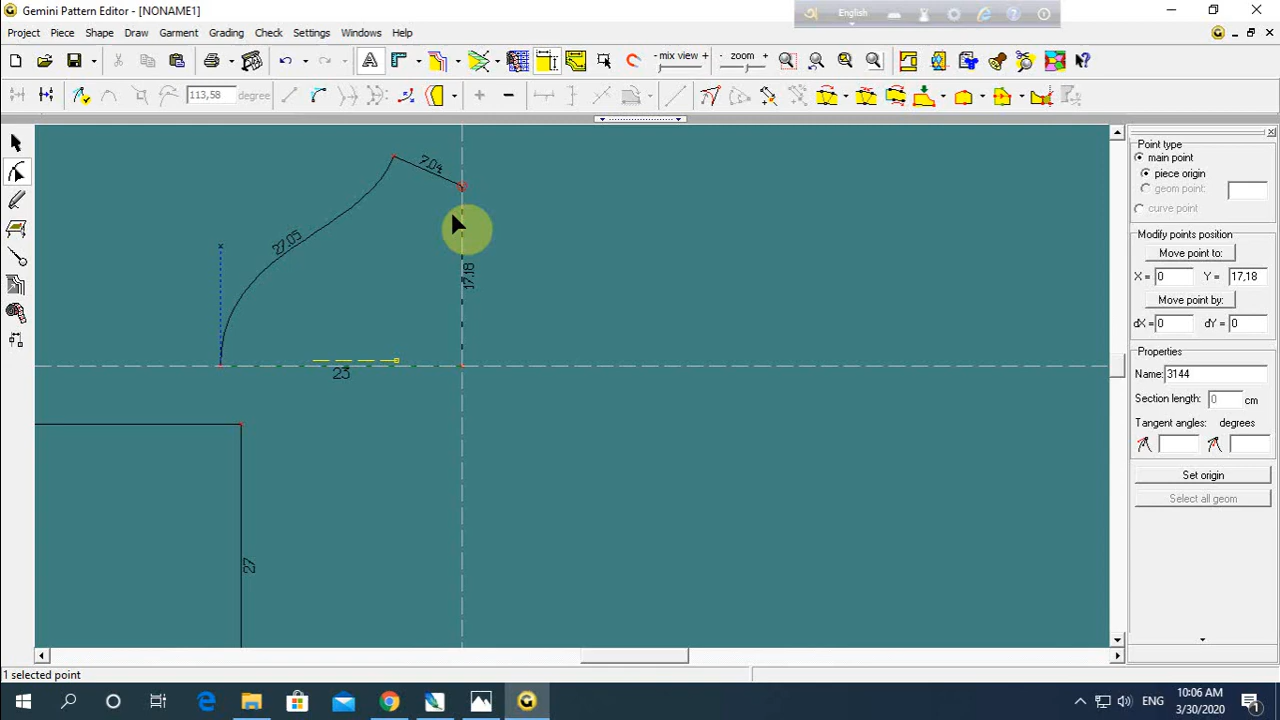 Gemini Pattern Editor - [NONAME1]
English
Project Piece Shape Draw Garment Grading Check Settings Windows Help
mix view zoom
113,58 degree
Point type
main point
piece origin
geom point:
curve point
Modify points position
Move point to:
X = 0 Y = 17,18
Move point by:
dX = 0 dY = 0
Properties
Name: 3144
Section length: 0 cm
Tangent angles: degrees
Set origin
Select all geom
7.04
27.05
17.18
23
27
1 selected point
ENG
10:06 AM
3/30/2020